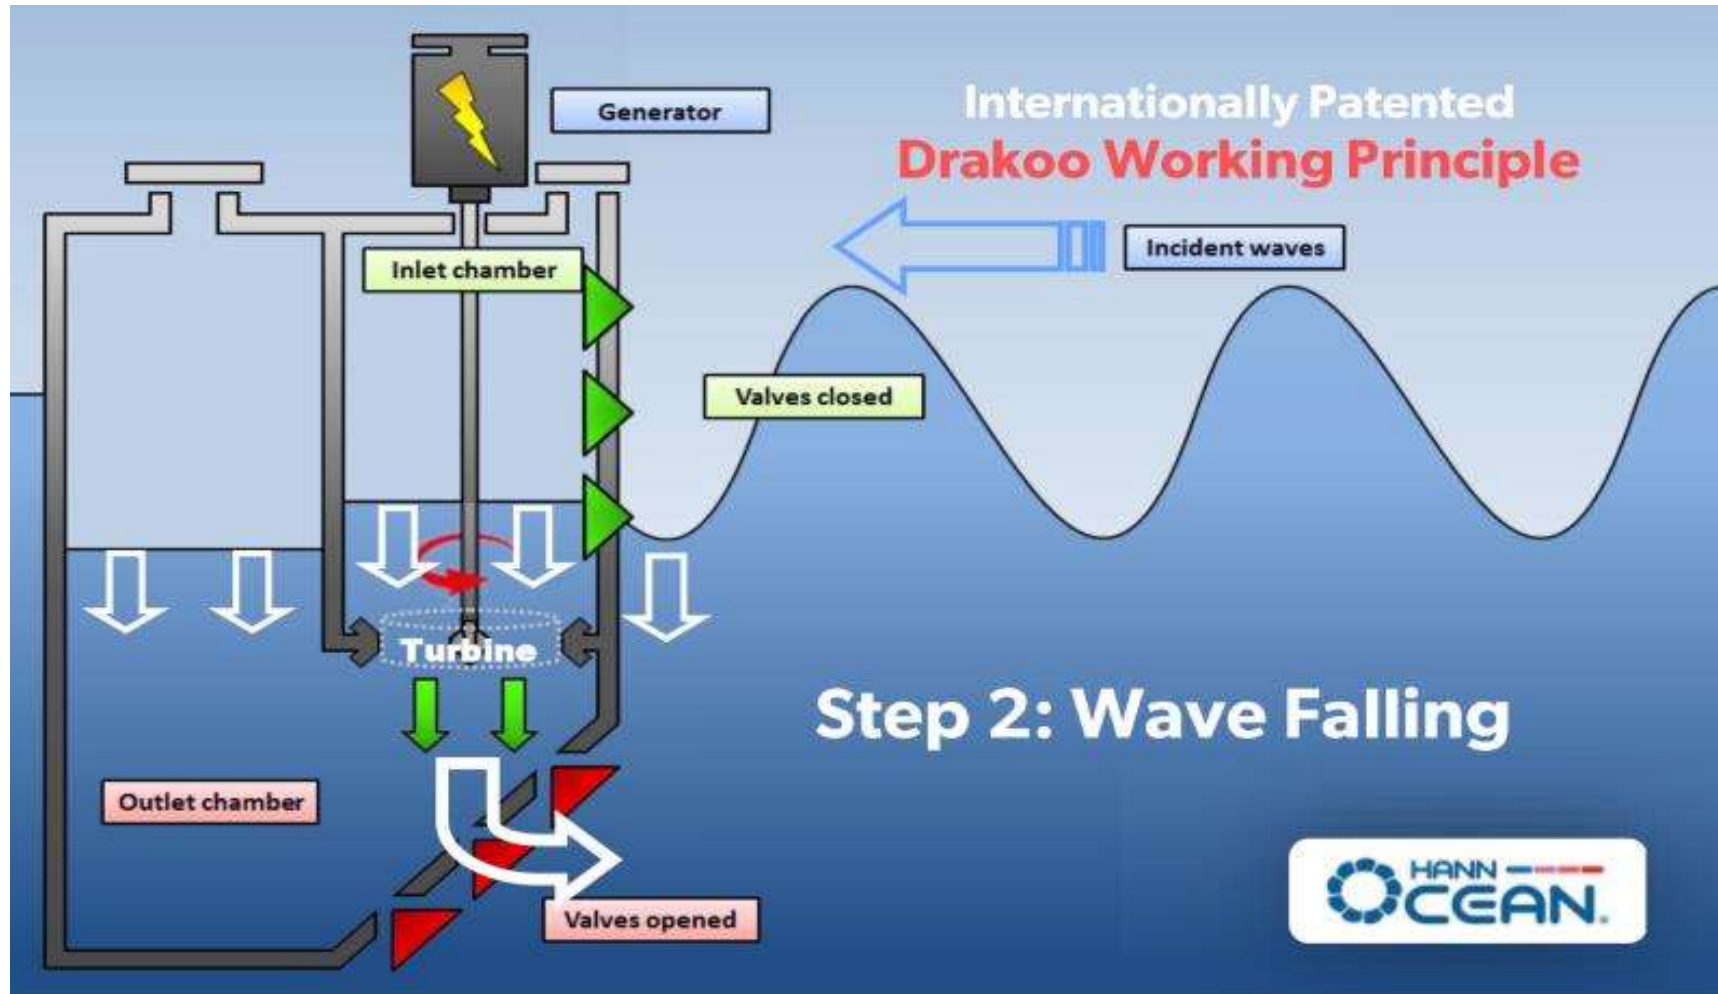 Generator
Internationally Patented
Drakoo Working Principle
Incident waves
Inlet chamber
Valves closed
Turbine
Step 2: Wave Falling
Outlet chamber
Valves opened
HANN
OCEAN.